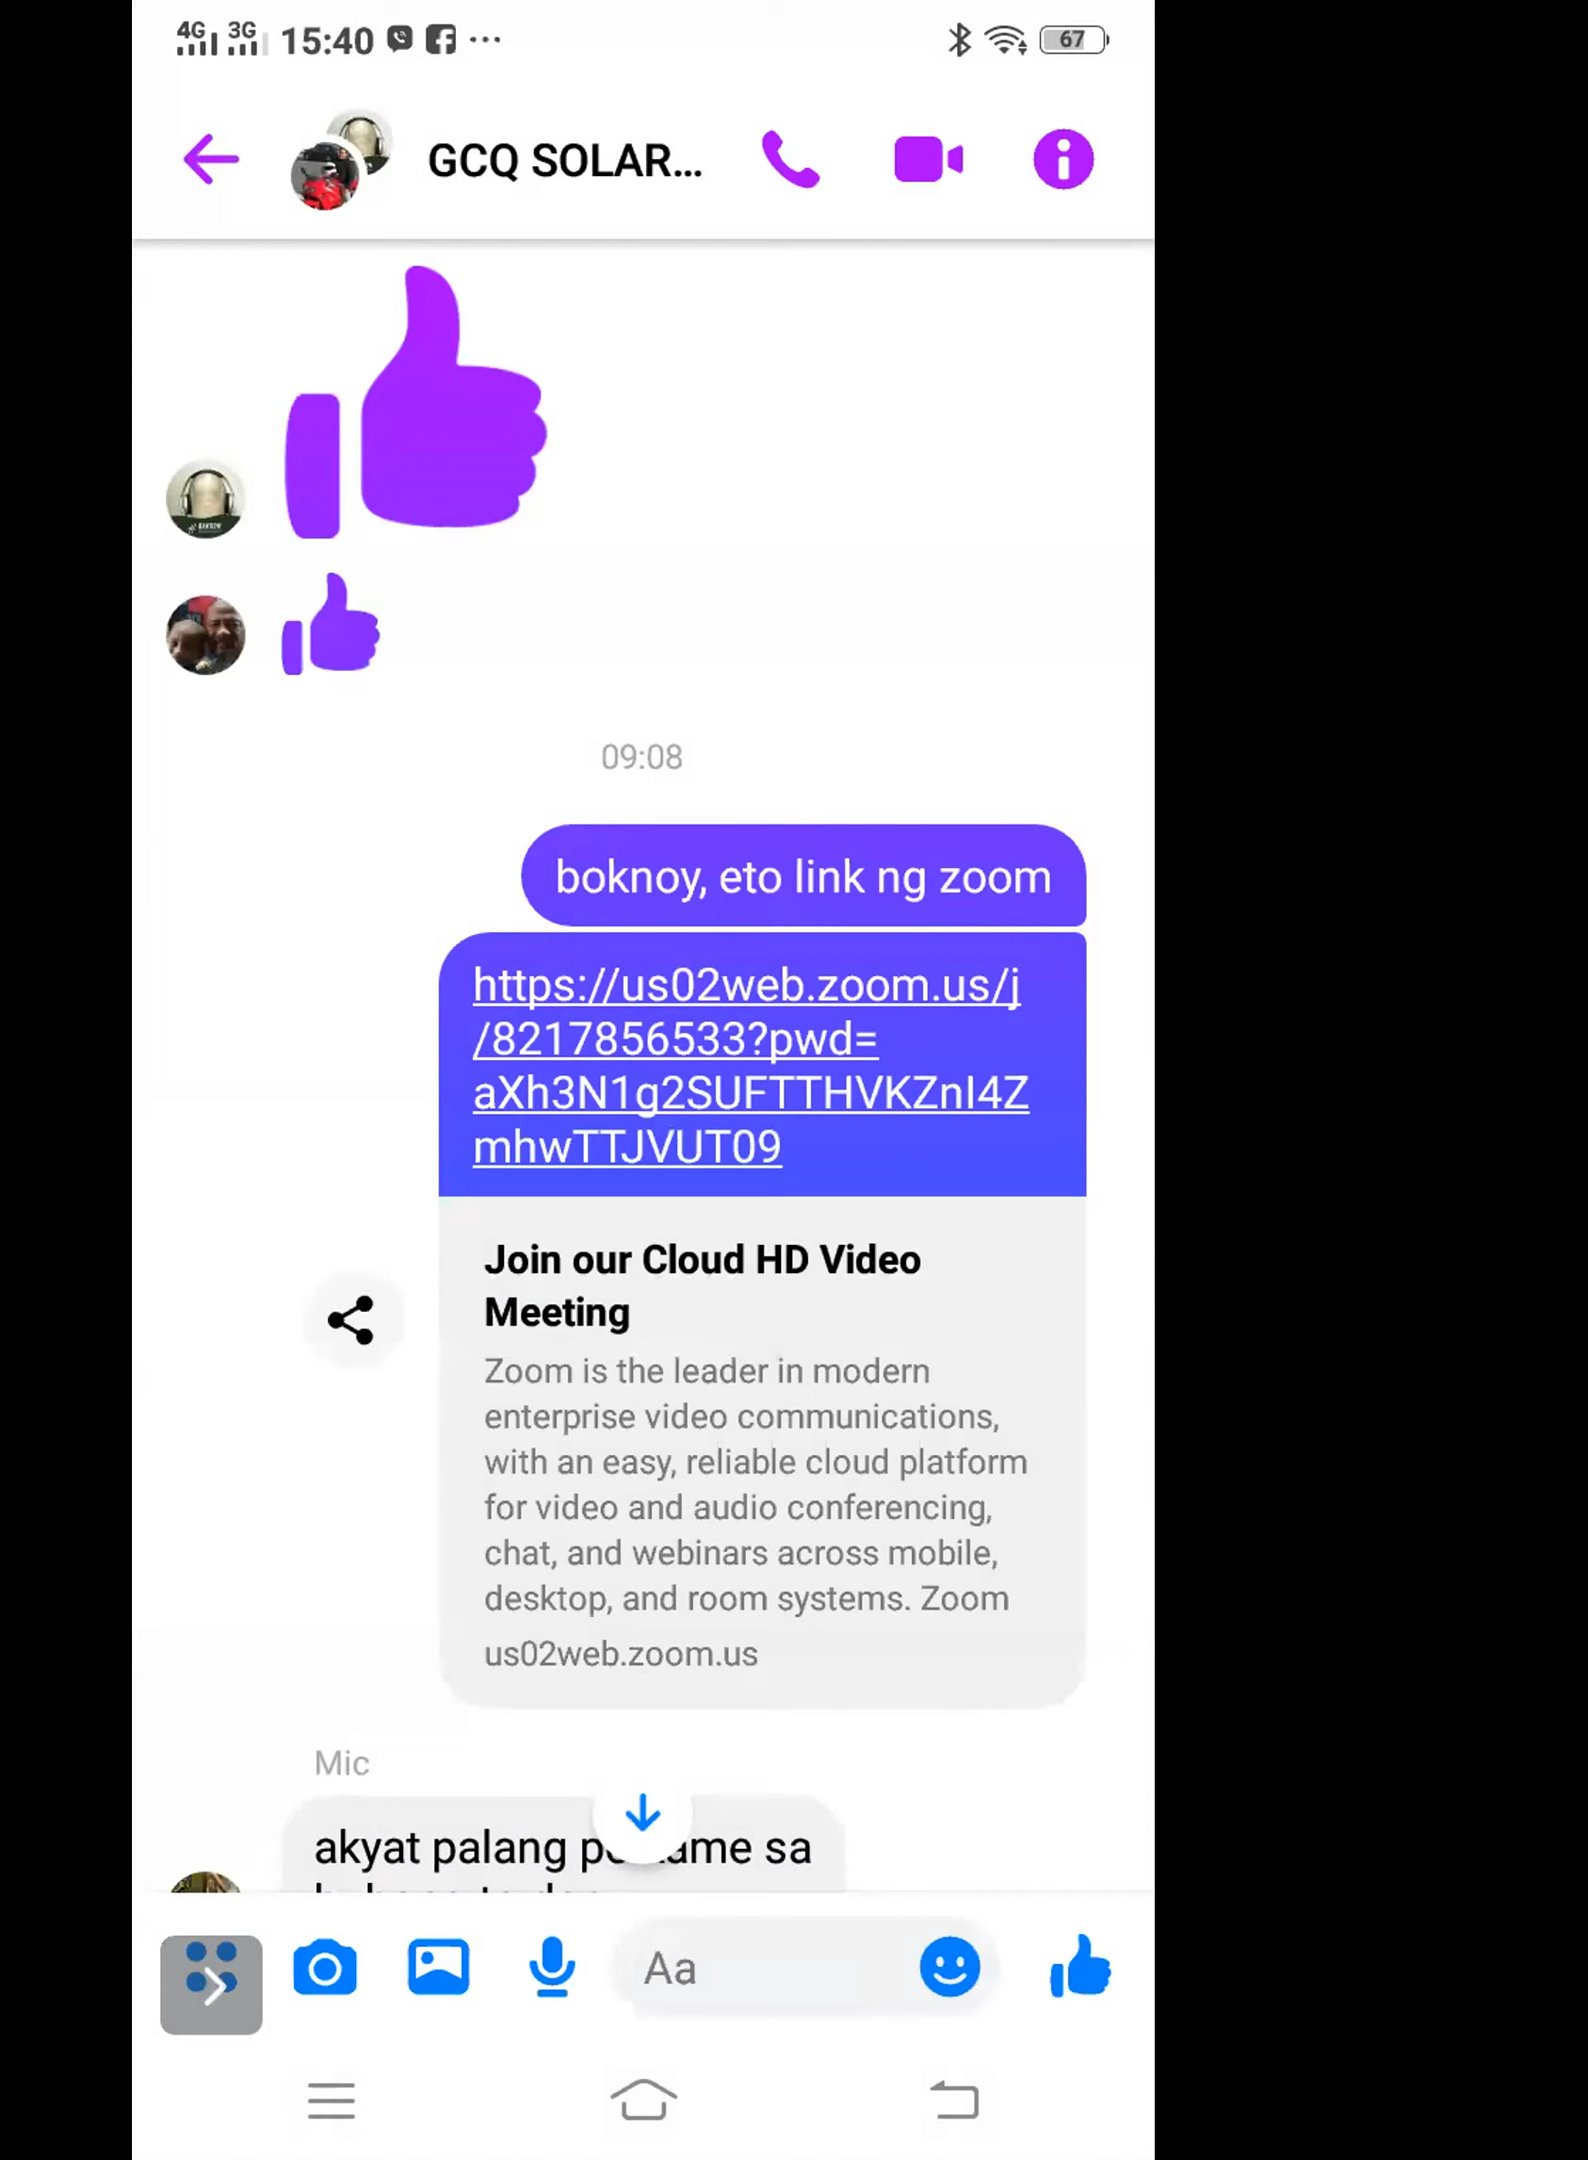 4G 3G 15:40 67
GCQ SOLAR...
09:08
boknoy, eto link ng zoom
https://us02web.zoom.us/j
/8217856533?pwd=
aXh3N1g2SUFTTHVKZnI4Z
mhwTTJVUT09
Join our Cloud HD Video
Meeting
Zoom is the leader in modern
enterprise video communications,
with an easy, reliable cloud platform
for video and audio conferencing,
chat, and webinars across mobile,
desktop, and room systems. Zoom
us02web.zoom.us
Mic
akyat palang sa
Aa